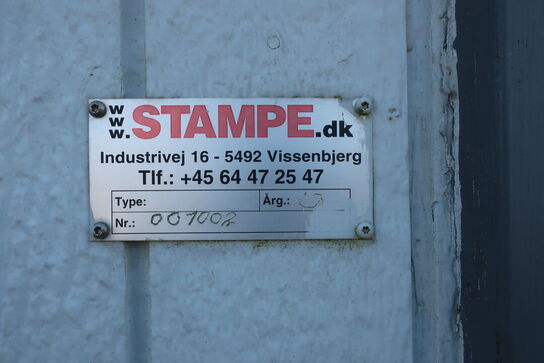 www.STAMPE.dk
Industrivej 16 - 5492 Vissenbjerg
Tlf.: +45 64 47 25 47
Type: Årg.:
Nr.: 001002